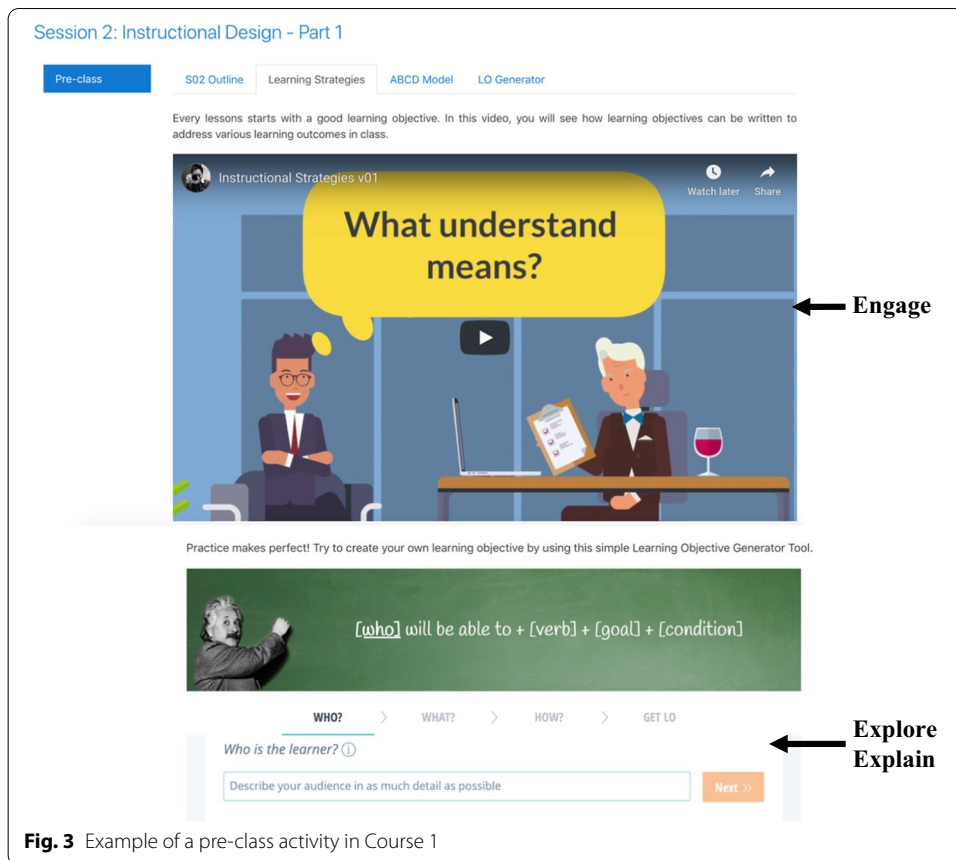 Session 2: Instructional Design - Part 1
Pre-class
S02 Outline Learning Strategies ABCD Model LO Generator
Every lessons starts with a good learning objective. In this video, you will see how learning objectives can be written to
address various learning outcomes in class.
Instructional Strategies v01
Watch later Share
What understand
means?
Engage
Practice makes perfect! Try to create your own learning objective by using this simple Learning Objective Generator Tool.
[who] will be able to + [verb] + [goal] + [condition]
WHO? > WHAT? > HOW? > GET LO
Who is the learner? ⓘ
Describe your audience in as much detail as possible
Next >>
Explore
Explain
Fig. 3 Example of a pre-class activity in Course 1